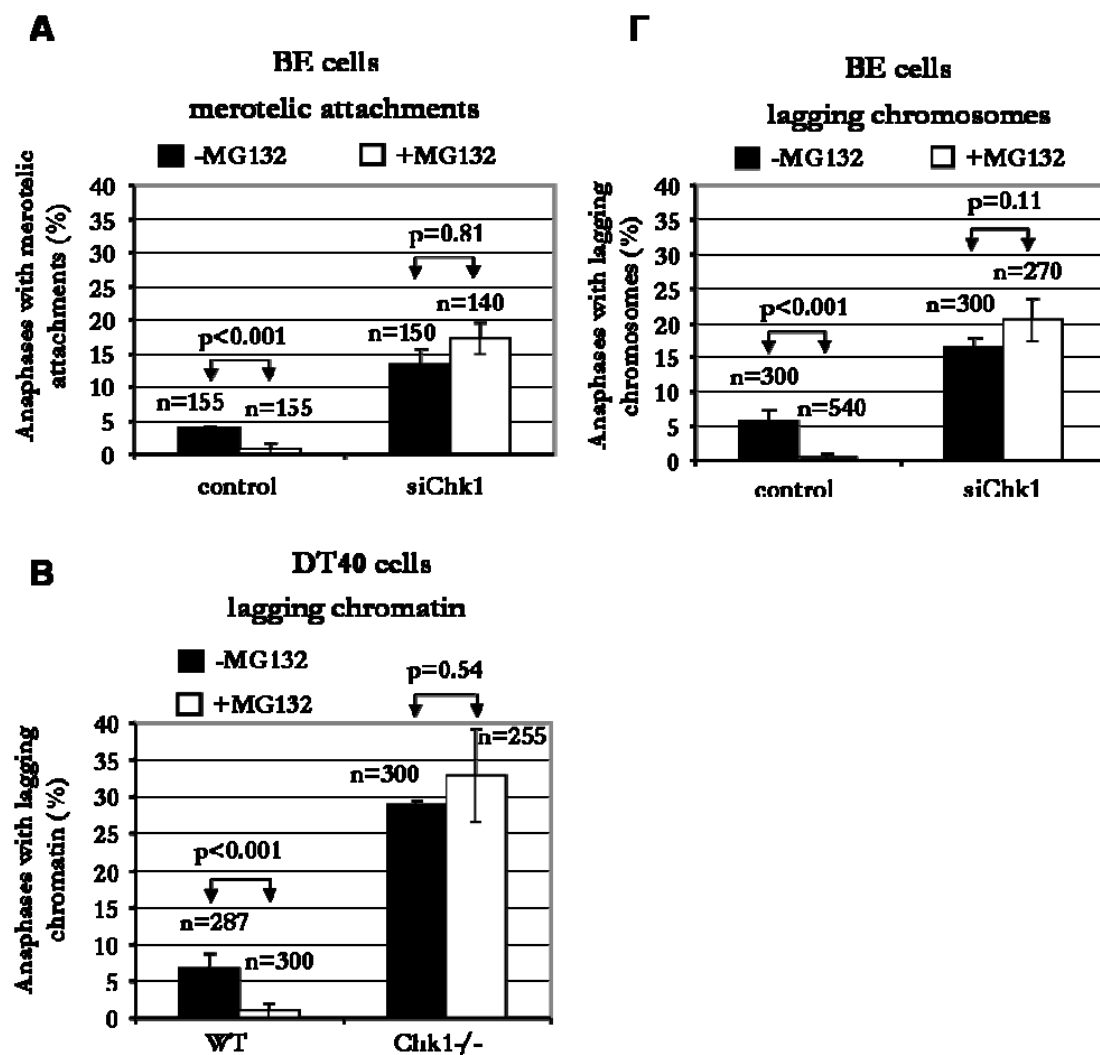 A
BE cells
merotelic attachments
-MG132 +MG132
Anaphases with merotelic
attachments (%)
40
35
30
25
20
15
10
5
0
p<0.001
n=155
n=155
p=0.81
n=150
n=140
control
siChk1
Γ
BE cells
lagging chromosomes
-MG132 +MG132
Anaphases with lagging
chromosomes (%)
40
35
30
25
20
15
10
5
0
p<0.001
n=300
n=540
p=0.11
n=300
n=270
control
siChk1
B
DT40 cells
lagging chromatin
-MG132
+MG132
Anaphases with lagging
chromatin (%)
40
35
30
25
20
15
10
5
0
p<0.001
n=287
n=300
p=0.54
n=300
n=255
WT
Chk1-/-